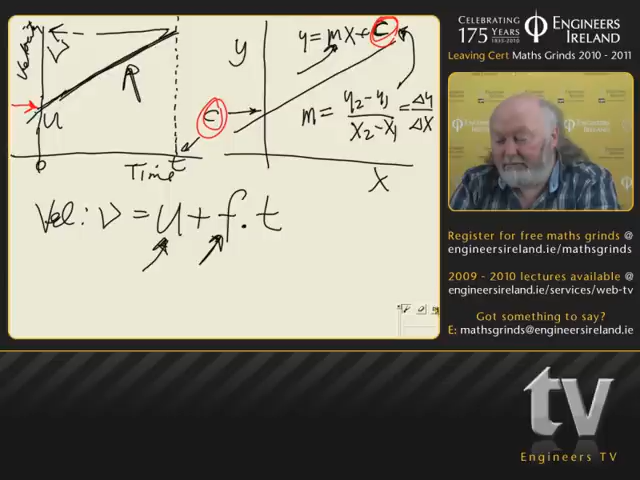 Velocity
V
u
0
Time
t
y
y = mx + C
C
m = y2 - y1 / x2 - x1 = Δy / Δx
X
Vel: V = u + f . t
CELEBRATING
175 YEARS
1835-2010
ENGINEERS
IRELAND
Leaving Cert Maths Grinds 2010 - 2011
Register for free maths grinds @
engineersireland.ie/mathsgrinds
2009 - 2010 lectures available @
engineersireland.ie/services/web-tv
Got something to say?
E: mathsgrinds@engineersireland.ie
tv
Engineers TV